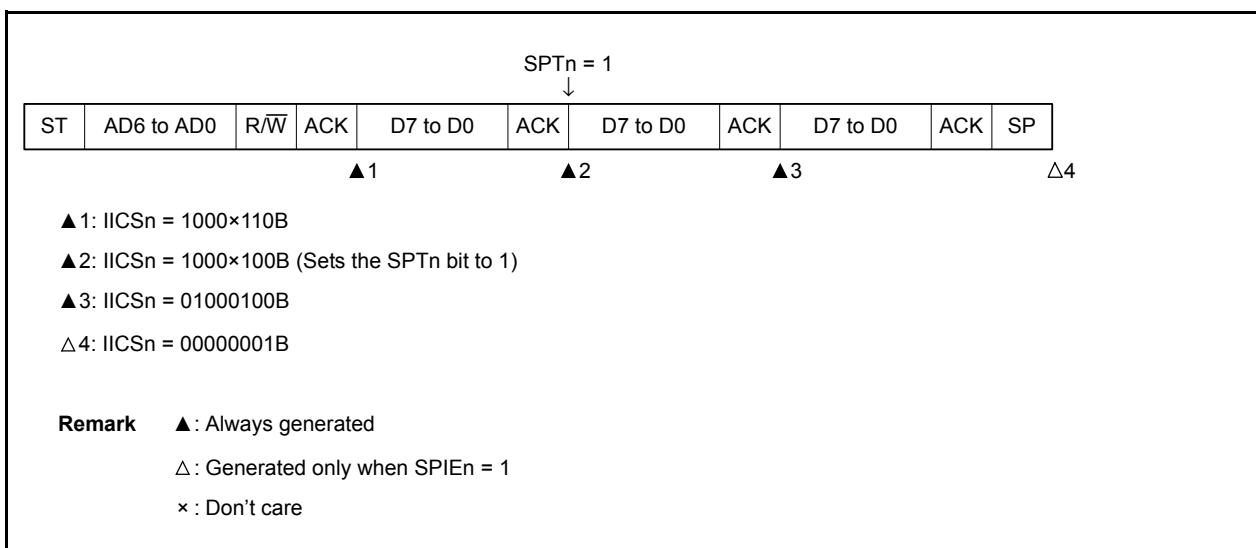 SPTn = 1
↓
ST AD6 to AD0 R/W̅ ACK D7 to D0 ACK D7 to D0 ACK D7 to D0 ACK SP
▲1 ▲2 ▲3 △4
▲1: IICSn = 1000×110B
▲2: IICSn = 1000×100B (Sets the SPTn bit to 1)
▲3: IICSn = 01000100B
△4: IICSn = 00000001B
Remark ▲: Always generated
△: Generated only when SPIEn = 1
× : Don't care